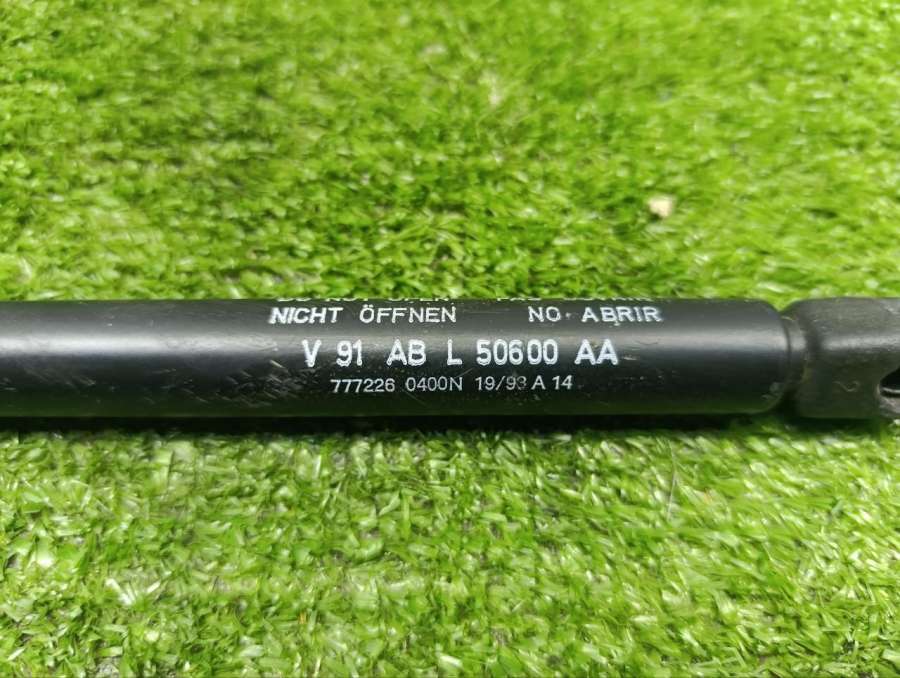 NICHT ÖFFNEN NO ABRIR
V 91 AB L 50600 AA
777226 0400N 19/93 A 14